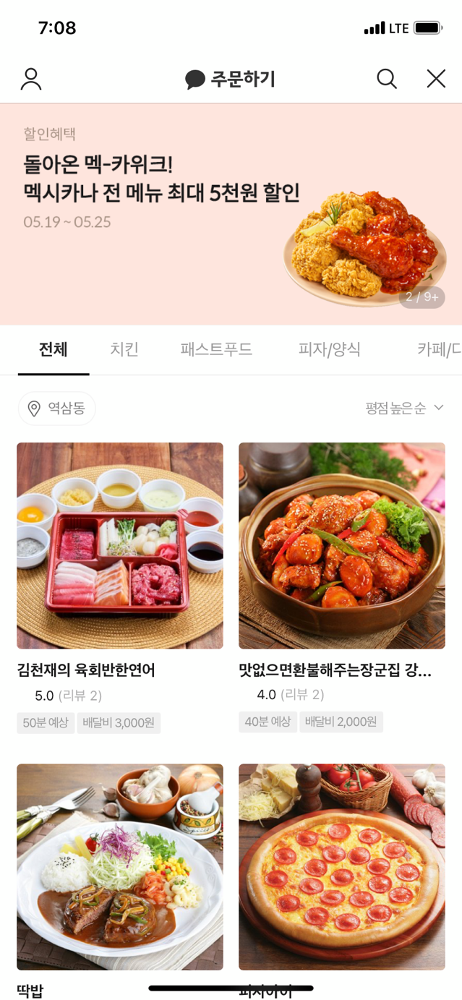 7:08
LTE
주문하기
할인혜택
돌아온 멕-카위크!
멕시카나 전 메뉴 최대 5천원 할인
05.19 ~ 05.25
2 / 9+
전체 치킨 패스트푸드 피자/양식 카페/디
역삼동
평점높은순
김천재의 육회반한연어
맛없으면환불해주는장군집 강...
5.0 (리뷰 2)
4.0 (리뷰 2)
50분 예상 배달비 3,000원
40분 예상 배달비 2,000원
딱밥
피자아이